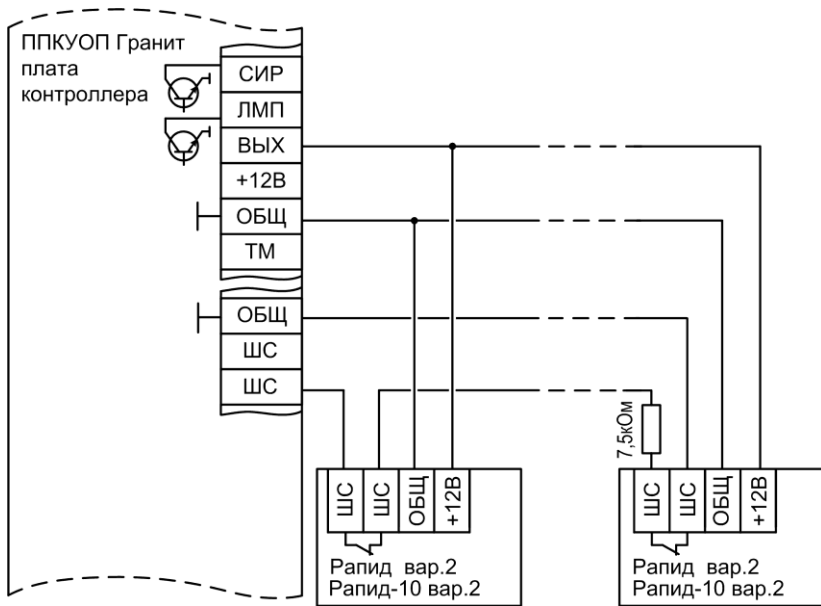 ППКУОП Гранит
плата
контроллера
СИР
ЛМП
ВЫХ
+12В
ОБЩ
ТМ
ОБЩ
ШС
ШС
7,5кОм
ШС
ШС
ОБЩ
+12В
Рапид вар.2
Рапид-10 вар.2
ШС
ШС
ОБЩ
+12В
Рапид вар.2
Рапид-10 вар.2